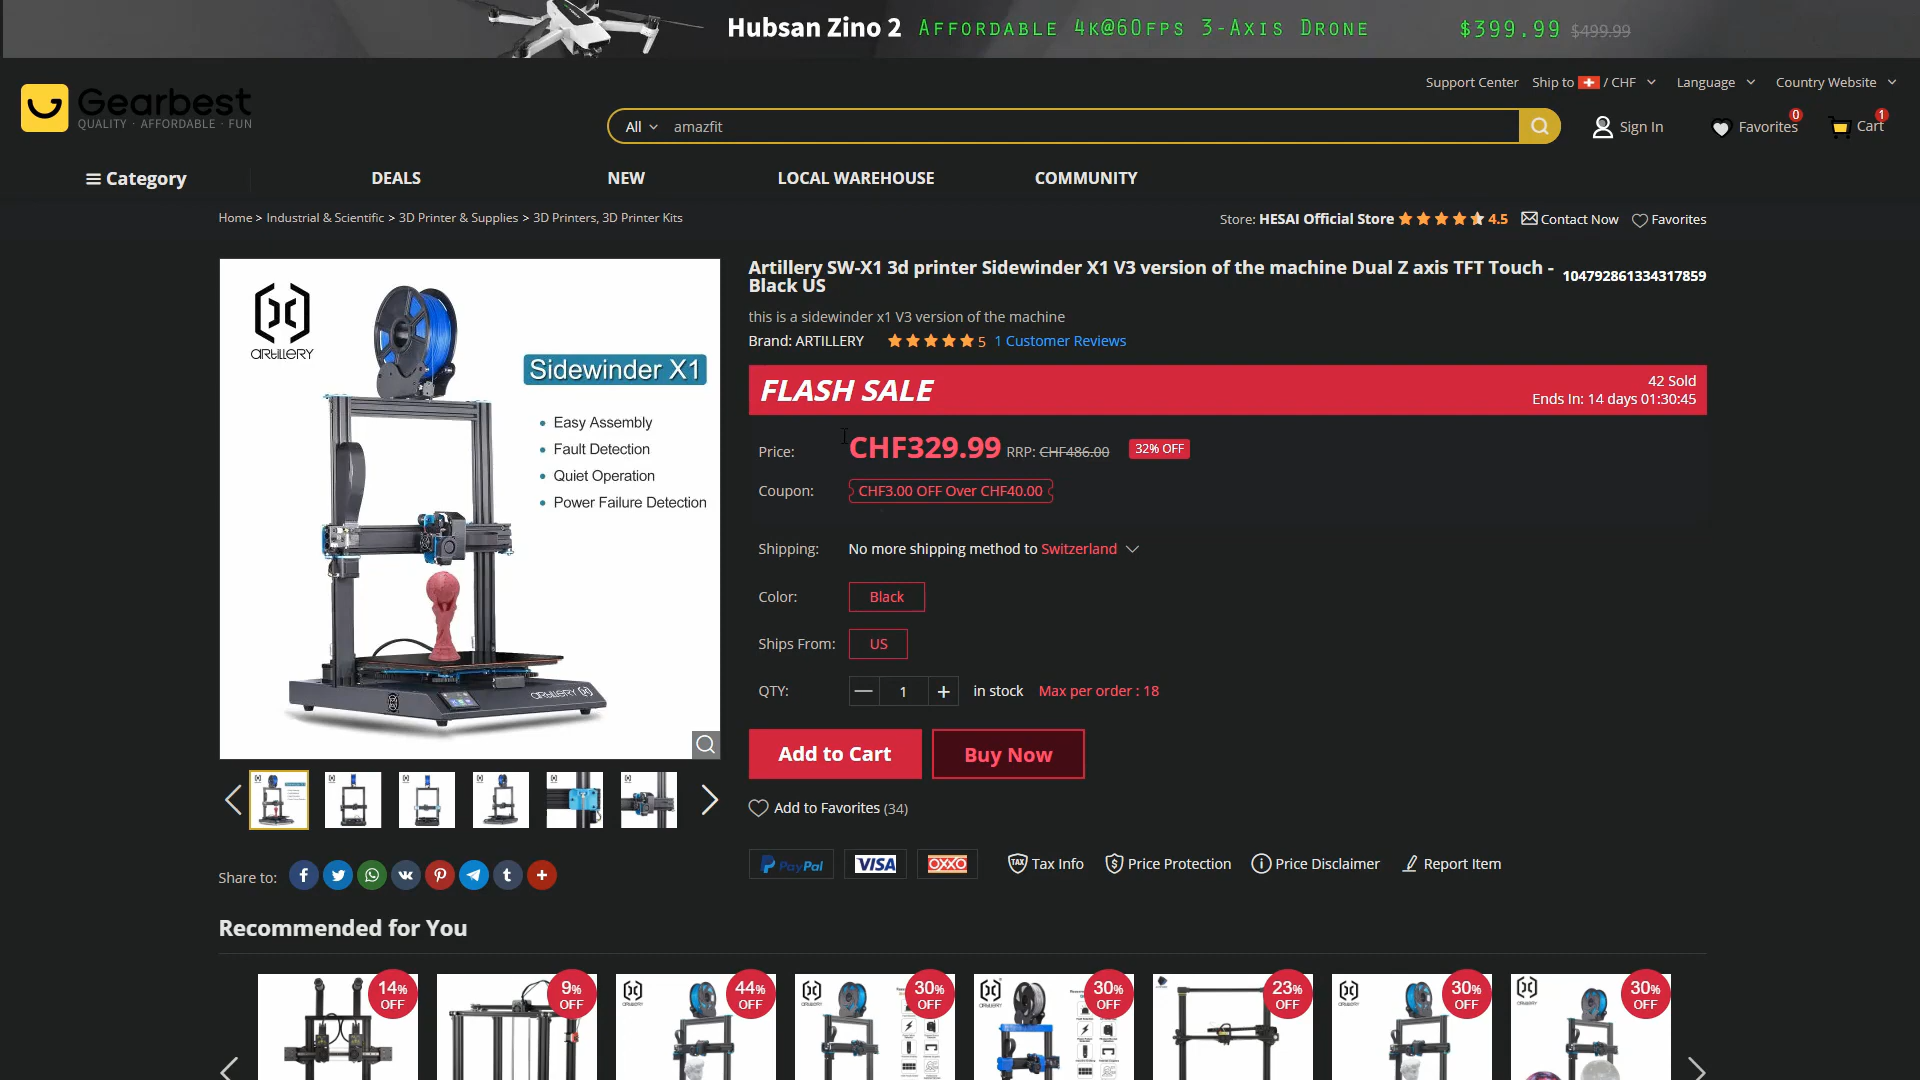 Hubsan Zino 2 Affordable 4K@60fps 3-Axis Drone $399.99 $499.99
Support Center Ship to / CHF Language Country Website
Gearbest
QUALITY · AFFORDABLE · FUN
All amazfit
Sign In
Favorites 0
Cart 1
Category DEALS NEW LOCAL WAREHOUSE COMMUNITY
Home > Industrial & Scientific > 3D Printer & Supplies > 3D Printers, 3D Printer Kits
Store: HESAI Official Store 4.5 Contact Now Favorites
ARTILLERY
Sidewinder X1
• Easy Assembly
• Fault Detection
• Quiet Operation
• Power Failure Detection
ARTILLERY
Artillery SW-X1 3d printer Sidewinder X1 V3 version of the machine Dual Z axis TFT Touch -
Black US
104792861334317859
this is a sidewinder x1 V3 version of the machine
Brand: ARTILLERY 5 1 Customer Reviews
FLASH SALE
42 Sold
Ends In: 14 days 01:30:45
Price: CHF329.99 RRP: CHF486.00 32% OFF
Coupon: CHF3.00 OFF Over CHF40.00
Shipping: No more shipping method to Switzerland
Color: Black
Ships From: US
QTY: — 1 + in stock Max per order : 18
Add to Cart Buy Now
Add to Favorites (34)
PayPal VISA OXXO Tax Info Price Protection Price Disclaimer Report Item
Share to:
Recommended for You
14% OFF
9% OFF
44% OFF
30% OFF
30% OFF
23% OFF
30% OFF
30% OFF